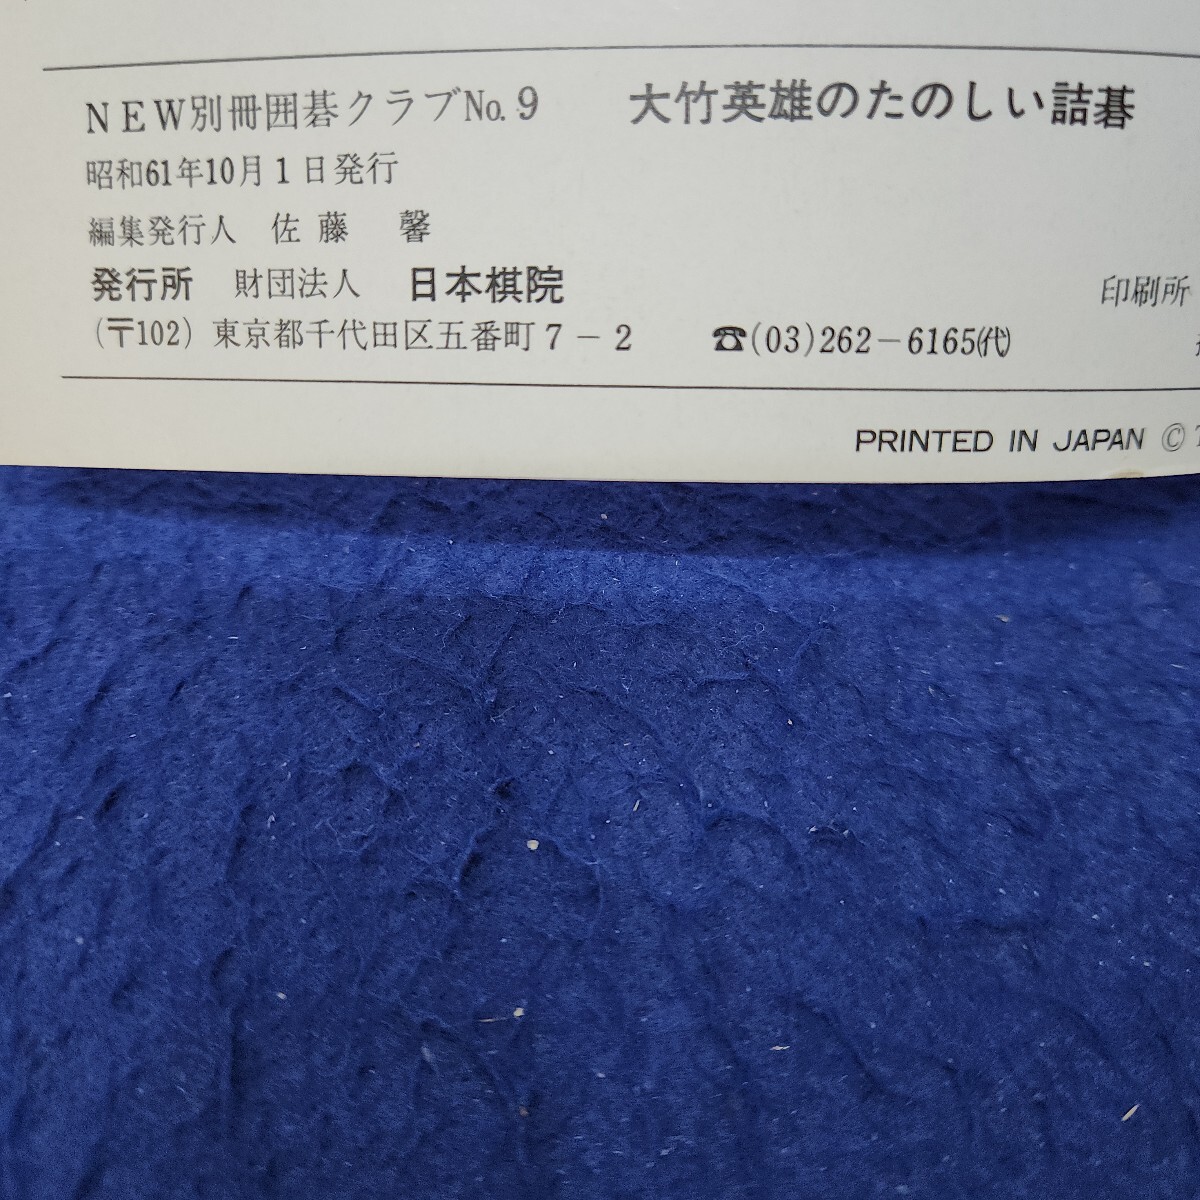 NEW別冊囲碁クラブNo.9　大竹英雄のたのしい詰碁
昭和61年10月1日発行
編集発行人　佐藤　馨
発行所　財団法人　日本棋院　印刷所
(〒102) 東京都千代田区五番町7－2　☎(03)262－6165㈹
PRINTED IN JAPAN ©